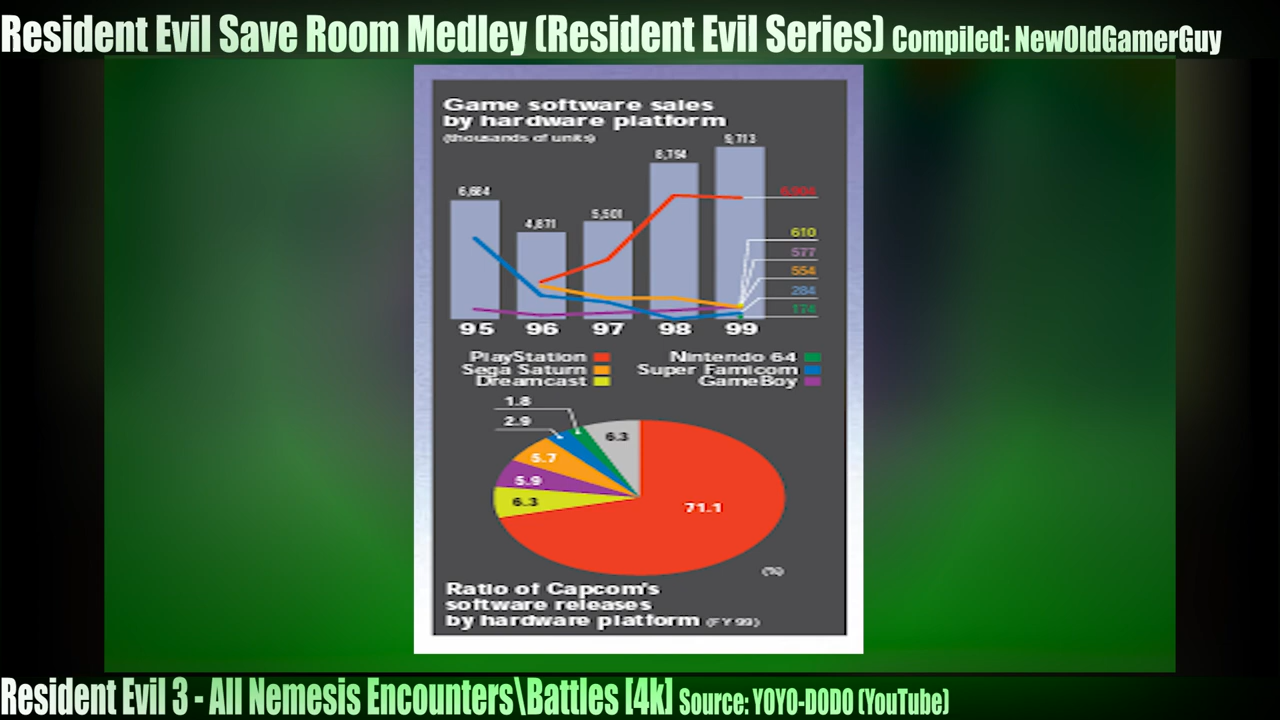 Resident Evil Save Room Medley (Resident Evil Series) Compiled: NewOldGamerGuy
Game software sales
by hardware platform
(thousands of units)
9,713
8,794
6,684
4,871
5,501
610
577
554
284
174
95 96 97 98 99
PlayStation Nintendo 64
Sega Saturn Super Famicom
Dreamcast GameBoy
1.8
2.9
6.3
5.7
5.9
6.3
71.1
(%)
Ratio of Capcom's
software releases
by hardware platform (FY 99)
Resident Evil 3 - All Nemesis Encounters\Battles [4k] Source: YOYO-DODO (YouTube)